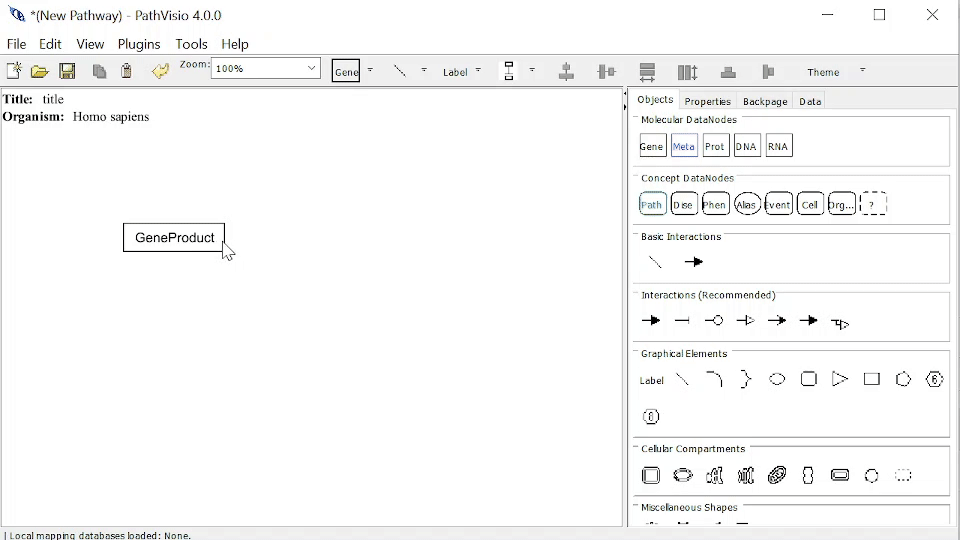 *(New Pathway) - PathVisio 4.0.0
File Edit View Plugins Tools Help
Zoom: 100% Gene Label Theme
Title: title
Organism: Homo sapiens
GeneProduct
Objects Properties Backpage Data
Molecular DataNodes
Gene Meta Prot DNA RNA
Concept DataNodes
Path Dise Phen Alias Event Cell Org... ?
Basic Interactions
Interactions (Recommended)
Graphical Elements
Label 6
8
Cellular Compartments
Miscellaneous Shapes
| Local mapping databases loaded: None.